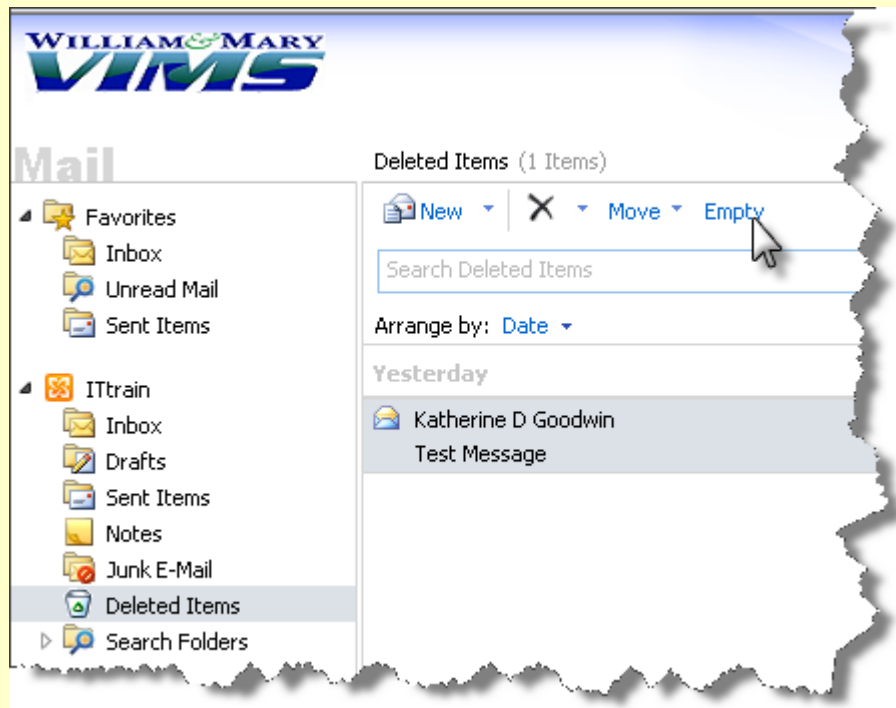 WILLIAM & MARY
VIMS
Mail
Favorites
Inbox
Unread Mail
Sent Items
ITtrain
Inbox
Drafts
Sent Items
Notes
Junk E-Mail
Deleted Items
Search Folders
Deleted Items (1 Items)
New Move Empty
Search Deleted Items
Arrange by: Date
Yesterday
Katherine D Goodwin
Test Message